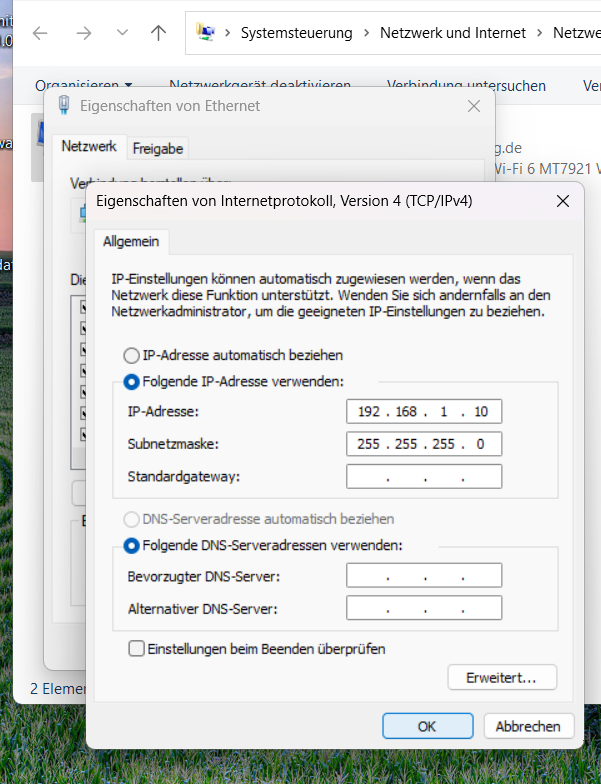 Systemsteuerung > Netzwerk und Internet > Netzwe
Organisieren Netzwerkgerät deaktivieren Verbindung untersuchen Ver
Eigenschaften von Ethernet
Netzwerk Freigabe
g.de
Wi-Fi 6 MT7921 W
Verbindung herstellen über:
Die
Eigenschaften von Internetprotokoll, Version 4 (TCP/IPv4)
Allgemein
IP-Einstellungen können automatisch zugewiesen werden, wenn das
Netzwerk diese Funktion unterstützt. Wenden Sie sich andernfalls an den
Netzwerkadministrator, um die geeigneten IP-Einstellungen zu beziehen.
IP-Adresse automatisch beziehen
Folgende IP-Adresse verwenden:
IP-Adresse: 192 . 168 . 1 . 10
Subnetzmaske: 255 . 255 . 255 . 0
Standardgateway: . . .
DNS-Serveradresse automatisch beziehen
Folgende DNS-Serveradressen verwenden:
Bevorzugter DNS-Server: . . .
Alternativer DNS-Server: . . .
Einstellungen beim Beenden überprüfen
Erweitert...
2 Eleme
OK Abbrechen